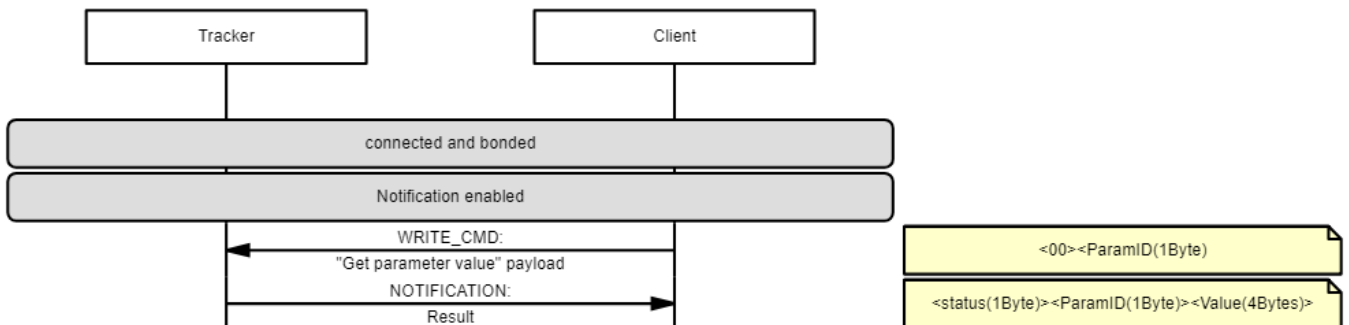 Tracker
Client
connected and bonded
Notification enabled
WRITE_CMD:
"Get parameter value" payload
<00><ParamID(1Byte)
NOTIFICATION:
Result
<status(1Byte)><ParamID(1Byte)><Value(4Bytes)>